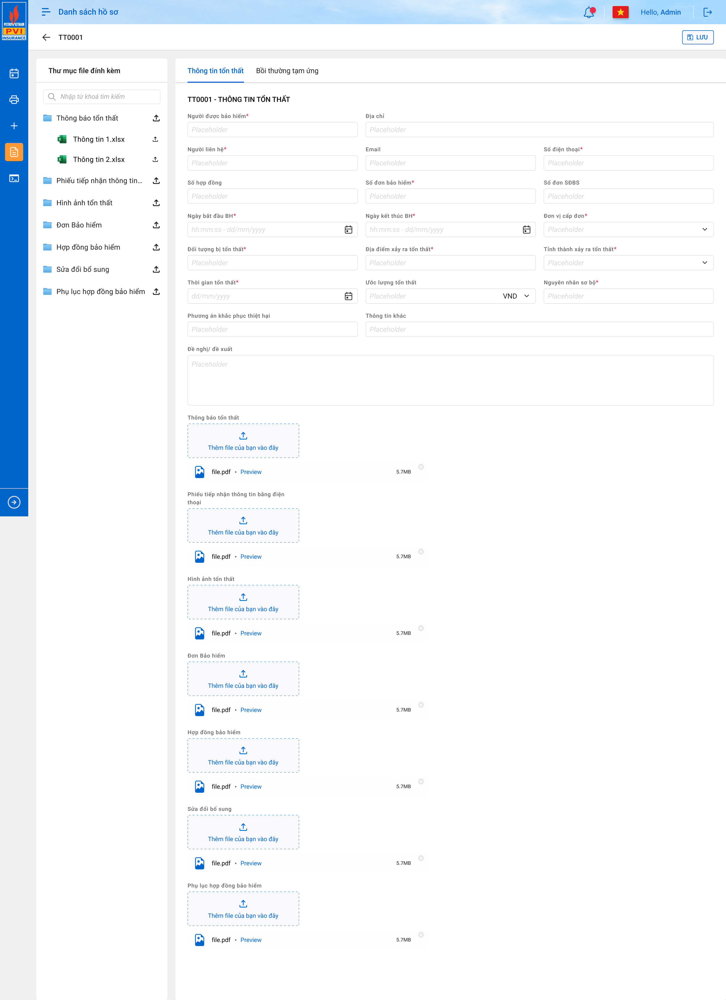 PETROVIETNAM
PVI
INSURANCE
Danh sách hồ sơ
Hello, Admin
TT0001
LƯU
Thư mục file đính kèm
Nhập từ khoá tìm kiếm
Thông báo tổn thất
Thông tin 1.xlsx
Thông tin 2.xlsx
Phiếu tiếp nhận thông tin...
Hình ảnh tổn thất
Đơn Bảo hiểm
Hợp đồng bảo hiểm
Sửa đổi bổ sung
Phụ lục hợp đồng bảo hiểm
Thông tin tổn thất Bồi thường tạm ứng
TT0001 - THÔNG TIN TỔN THẤT
Người được bảo hiểm* Địa chỉ
Placeholder Placeholder
Người liên hệ* Email Số điện thoại*
Placeholder Placeholder Placeholder
Số hợp đồng Số đơn bảo hiểm* Số đơn SĐBS
Placeholder Placeholder Placeholder
Ngày bắt đầu BH* Ngày kết thúc BH* Đơn vị cấp đơn*
hh:mm:ss - dd/mm/yyyy hh:mm:ss - dd/mm/yyyy Placeholder
Đối tượng bị tổn thất* Địa điểm xảy ra tổn thất* Tỉnh thành xảy ra tổn thất*
Placeholder Placeholder Placeholder
Thời gian tổn thất* Ước lượng tổn thất Nguyên nhân sơ bộ*
dd/mm/yyyy Placeholder VND Placeholder
Phương án khắc phục thiệt hại Thông tin khác
Placeholder Placeholder
Đề nghị/ đề xuất
Placeholder
Thông báo tổn thất
Thêm file của bạn vào đây
file.pdf • Preview 5.7MB
Phiếu tiếp nhận thông tin bằng điện
thoại
Thêm file của bạn vào đây
file.pdf • Preview 5.7MB
Hình ảnh tổn thất
Thêm file của bạn vào đây
file.pdf • Preview 5.7MB
Đơn Bảo hiểm
Thêm file của bạn vào đây
file.pdf • Preview 5.7MB
Hợp đồng bảo hiểm
Thêm file của bạn vào đây
file.pdf • Preview 5.7MB
Sửa đổi bổ sung
Thêm file của bạn vào đây
file.pdf • Preview 5.7MB
Phụ lục hợp đồng bảo hiểm
Thêm file của bạn vào đây
file.pdf • Preview 5.7MB